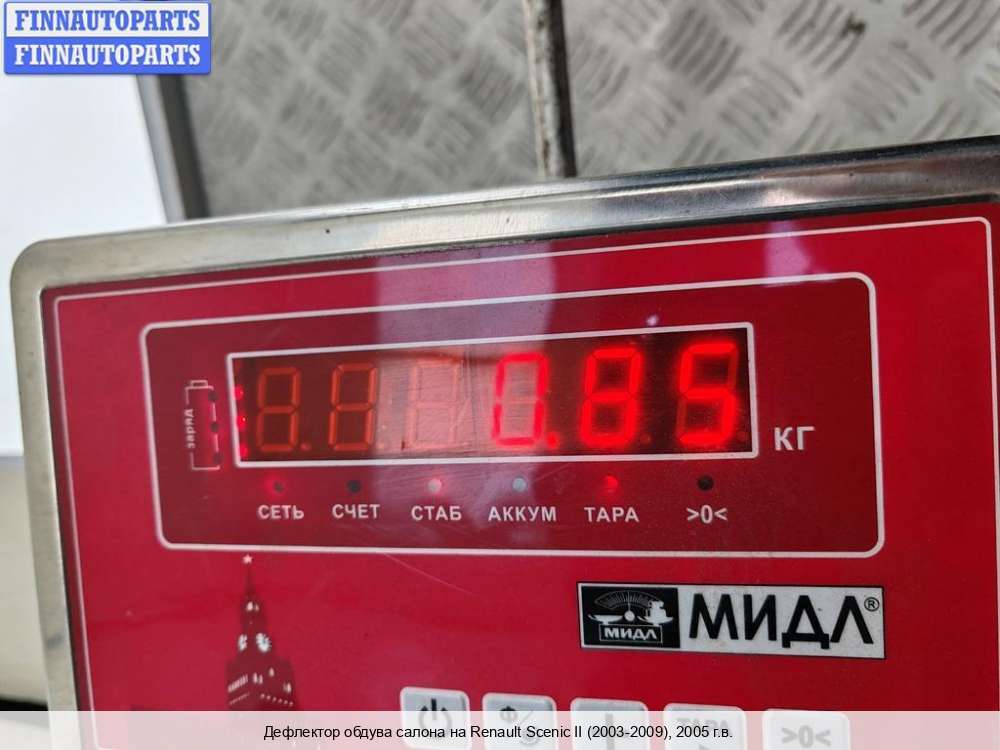 FINNAUTOPARTS
FINNAUTOPARTS
заряд
0.85
КГ
СЕТЬ СЧЕТ СТАБ АККУМ ТАРА >0<
МИДЛ МИДЛ®
ТАРА >0<
Дефлектор обдува салона на Renault Scenic II (2003-2009), 2005 г.в.